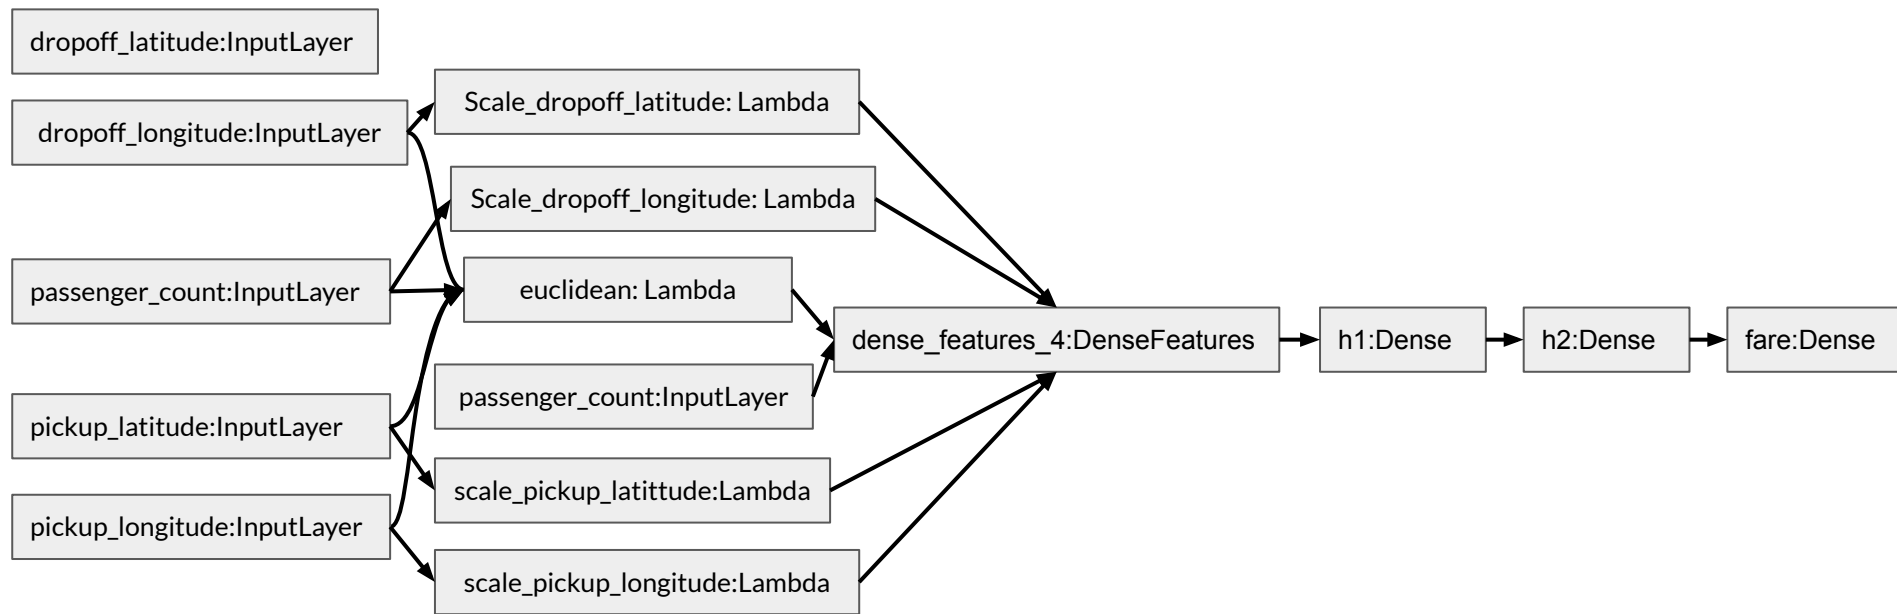 dropoff_latitude:InputLayer
dropoff_longitude:InputLayer
passenger_count:InputLayer
pickup_latitude:InputLayer
pickup_longitude:InputLayer
Scale_dropoff_latitude: Lambda
Scale_dropoff_longitude: Lambda
euclidean: Lambda
passenger_count:InputLayer
scale_pickup_latittude:Lambda
scale_pickup_longitude:Lambda
dense_features_4:DenseFeatures
h1:Dense
h2:Dense
fare:Dense